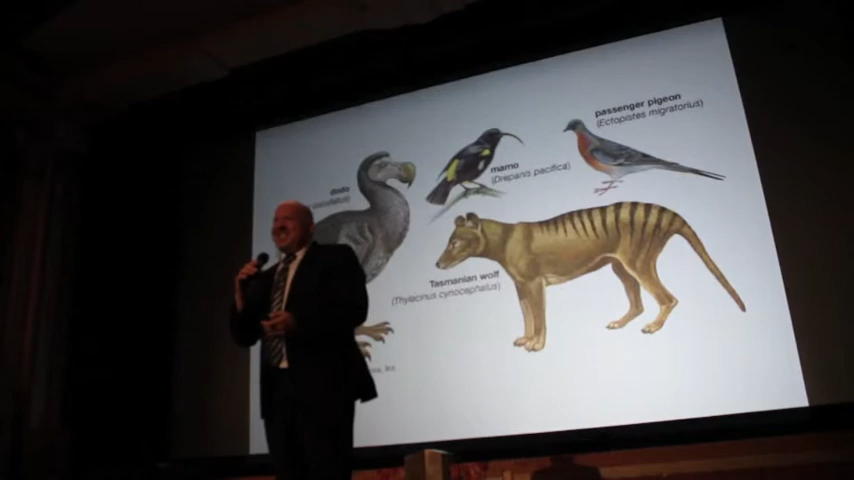 passenger pigeon
(Ectopistes migratorius)
mamo
(Drepanis pacifica)
dodo
Tasmanian wolf
(Thylacinus cynocephalus)